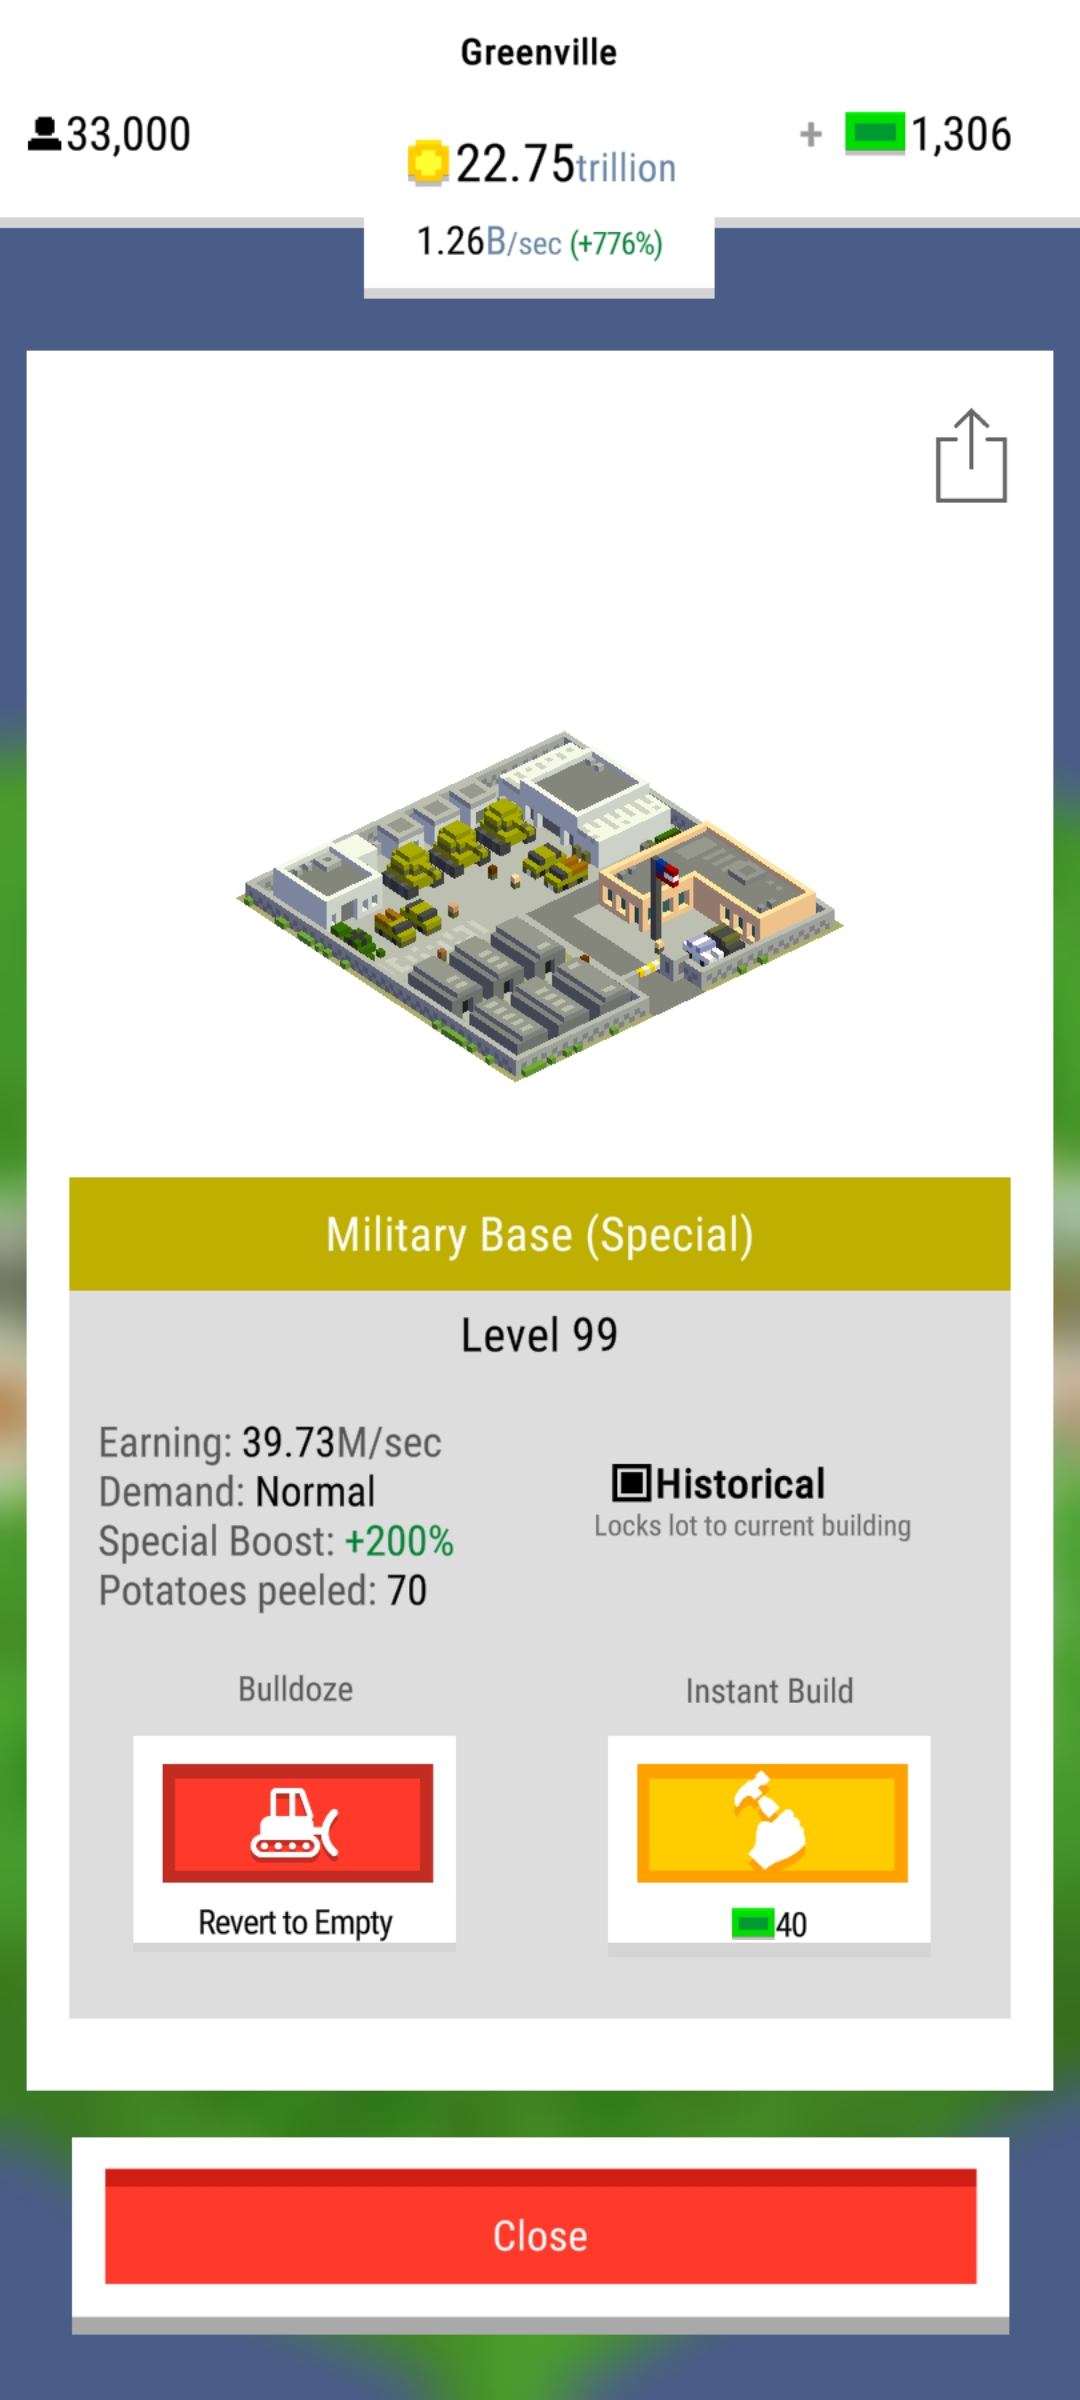 Greenville
33,000
22.75trillion
+ 1,306
1.26B/sec (+776%)
Military Base (Special)
Level 99
Earning: 39.73M/sec
Demand: Normal
Special Boost: +200%
Potatoes peeled: 70
Historical
Locks lot to current building
Bulldoze
Revert to Empty
Instant Build
40
Close